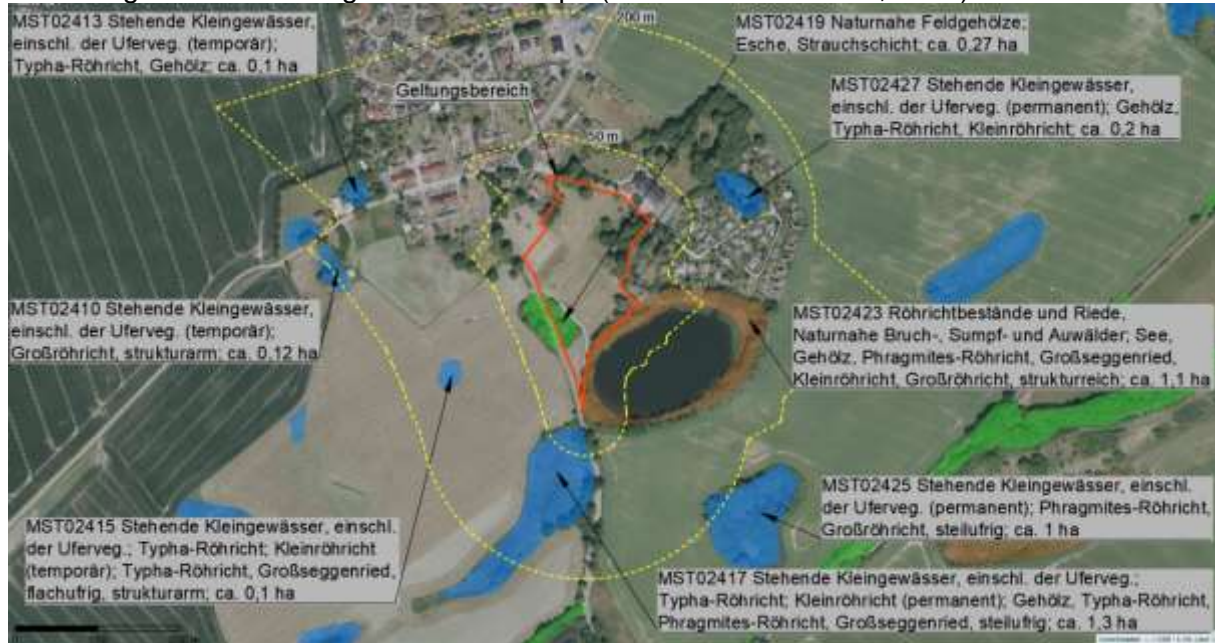 MST02413 Stehende Kleingewässer,
einschl. der Uferveg. (temporär);
Typha-Röhricht, Gehölz; ca. 0,1 ha
200 m
MST02419 Naturnahe Feldgehölze;
Esche, Strauchschicht; ca. 0,27 ha
Geltungsbereich
MST02427 Stehende Kleingewässer,
einschl. der Uferveg. (permanent); Gehölz,
Typha-Röhricht, Kleinröhricht; ca. 0,2 ha
50 m
MST02410 Stehende Kleingewässer,
einschl. der Uferveg. (temporär);
Großröhricht, strukturarm; ca. 0,12 ha
MST02423 Röhrichtbestände und Riede,
Naturnahe Bruch-, Sumpf- und Auwälder; See,
Gehölz, Phragmites-Röhricht, Großseggenried,
Kleinröhricht, Großröhricht, strukturreich; ca. 1,1 ha
MST02425 Stehende Kleingewässer, einschl.
der Uferveg. (permanent); Phragmites-Röhricht,
Großröhricht, steilufrig; ca. 1 ha
MST02415 Stehende Kleingewässer, einschl.
der Uferveg.; Typha-Röhricht; Kleinröhricht
(temporär); Typha-Röhricht, Großseggenried,
flachufrig, strukturarm; ca. 0,1 ha
MST02417 Stehende Kleingewässer, einschl. der Uferveg.;
Typha-Röhricht; Kleinröhricht (permanent); Gehölz, Typha-Röhricht,
Phragmites-Röhricht, Großseggenried, steilufrig; ca. 1,3 ha